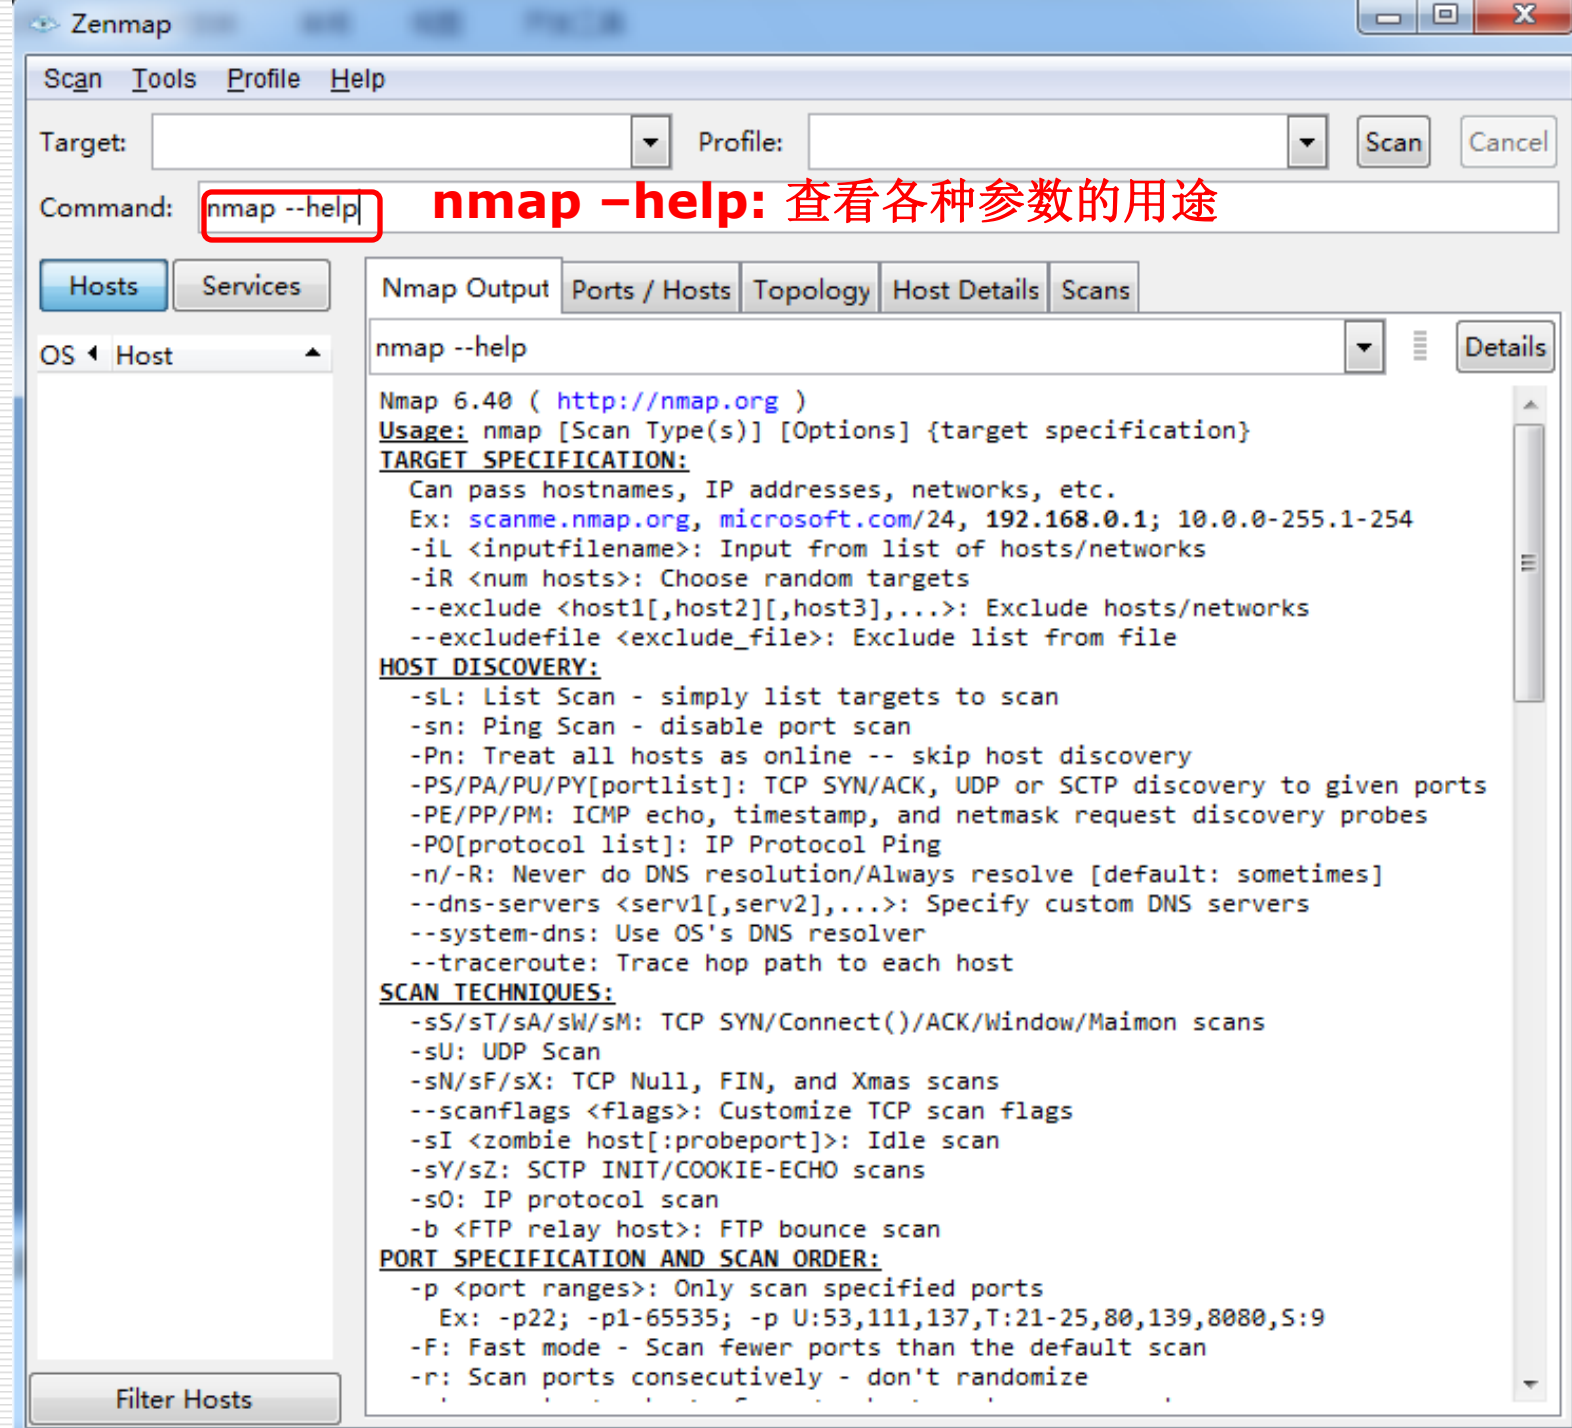 Zenmap
Scan Tools Profile Help
Target: Profile: Scan Cancel
Command: nmap --help nmap –help: 查看各种参数的用途
Hosts Services
Nmap Output Ports / Hosts Topology Host Details Scans
OS Host
nmap --help Details
Nmap 6.40 ( http://nmap.org )
Usage: nmap [Scan Type(s)] [Options] {target specification}
TARGET SPECIFICATION:
Can pass hostnames, IP addresses, networks, etc.
Ex: scanme.nmap.org, microsoft.com/24, 192.168.0.1; 10.0.0-255.1-254
-iL <inputfilename>: Input from list of hosts/networks
-iR <num hosts>: Choose random targets
--exclude <host1[,host2][,host3],...>: Exclude hosts/networks
--excludefile <exclude_file>: Exclude list from file
HOST DISCOVERY:
-sL: List Scan - simply list targets to scan
-sn: Ping Scan - disable port scan
-Pn: Treat all hosts as online -- skip host discovery
-PS/PA/PU/PY[portlist]: TCP SYN/ACK, UDP or SCTP discovery to given ports
-PE/PP/PM: ICMP echo, timestamp, and netmask request discovery probes
-PO[protocol list]: IP Protocol Ping
-n/-R: Never do DNS resolution/Always resolve [default: sometimes]
--dns-servers <serv1[,serv2],...>: Specify custom DNS servers
--system-dns: Use OS's DNS resolver
--traceroute: Trace hop path to each host
SCAN TECHNIQUES:
-sS/sT/sA/sW/sM: TCP SYN/Connect()/ACK/Window/Maimon scans
-sU: UDP Scan
-sN/sF/sX: TCP Null, FIN, and Xmas scans
--scanflags <flags>: Customize TCP scan flags
-sI <zombie host[:probeport]>: Idle scan
-sY/sZ: SCTP INIT/COOKIE-ECHO scans
-sO: IP protocol scan
-b <FTP relay host>: FTP bounce scan
PORT SPECIFICATION AND SCAN ORDER:
-p <port ranges>: Only scan specified ports
Ex: -p22; -p1-65535; -p U:53,111,137,T:21-25,80,139,8080,S:9
-F: Fast mode - Scan fewer ports than the default scan
-r: Scan ports consecutively - don't randomize
Filter Hosts